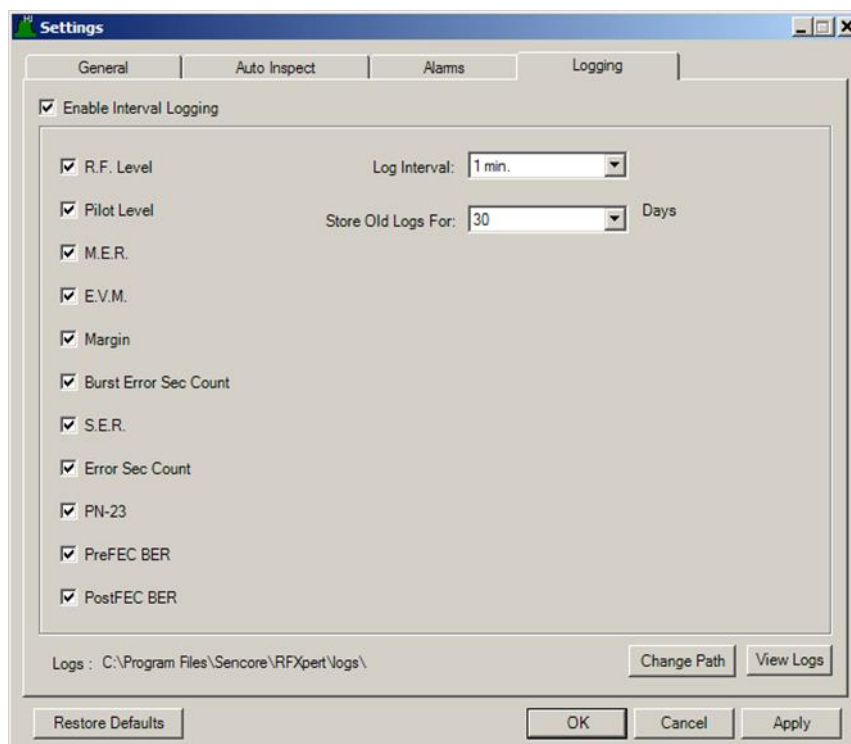 HJ
Settings
General Auto Inspect Alarms Logging
Enable Interval Logging
R.F. Level Log Interval: 1 min.
Pilot Level Store Old Logs For: 30 Days
M.E.R.
E.V.M.
Margin
Burst Error Sec Count
S.E.R.
Error Sec Count
PN-23
PreFEC BER
PostFEC BER
Logs : C:\Program Files\Sencore\RFXpert\logs\ Change Path View Logs
Restore Defaults OK Cancel Apply